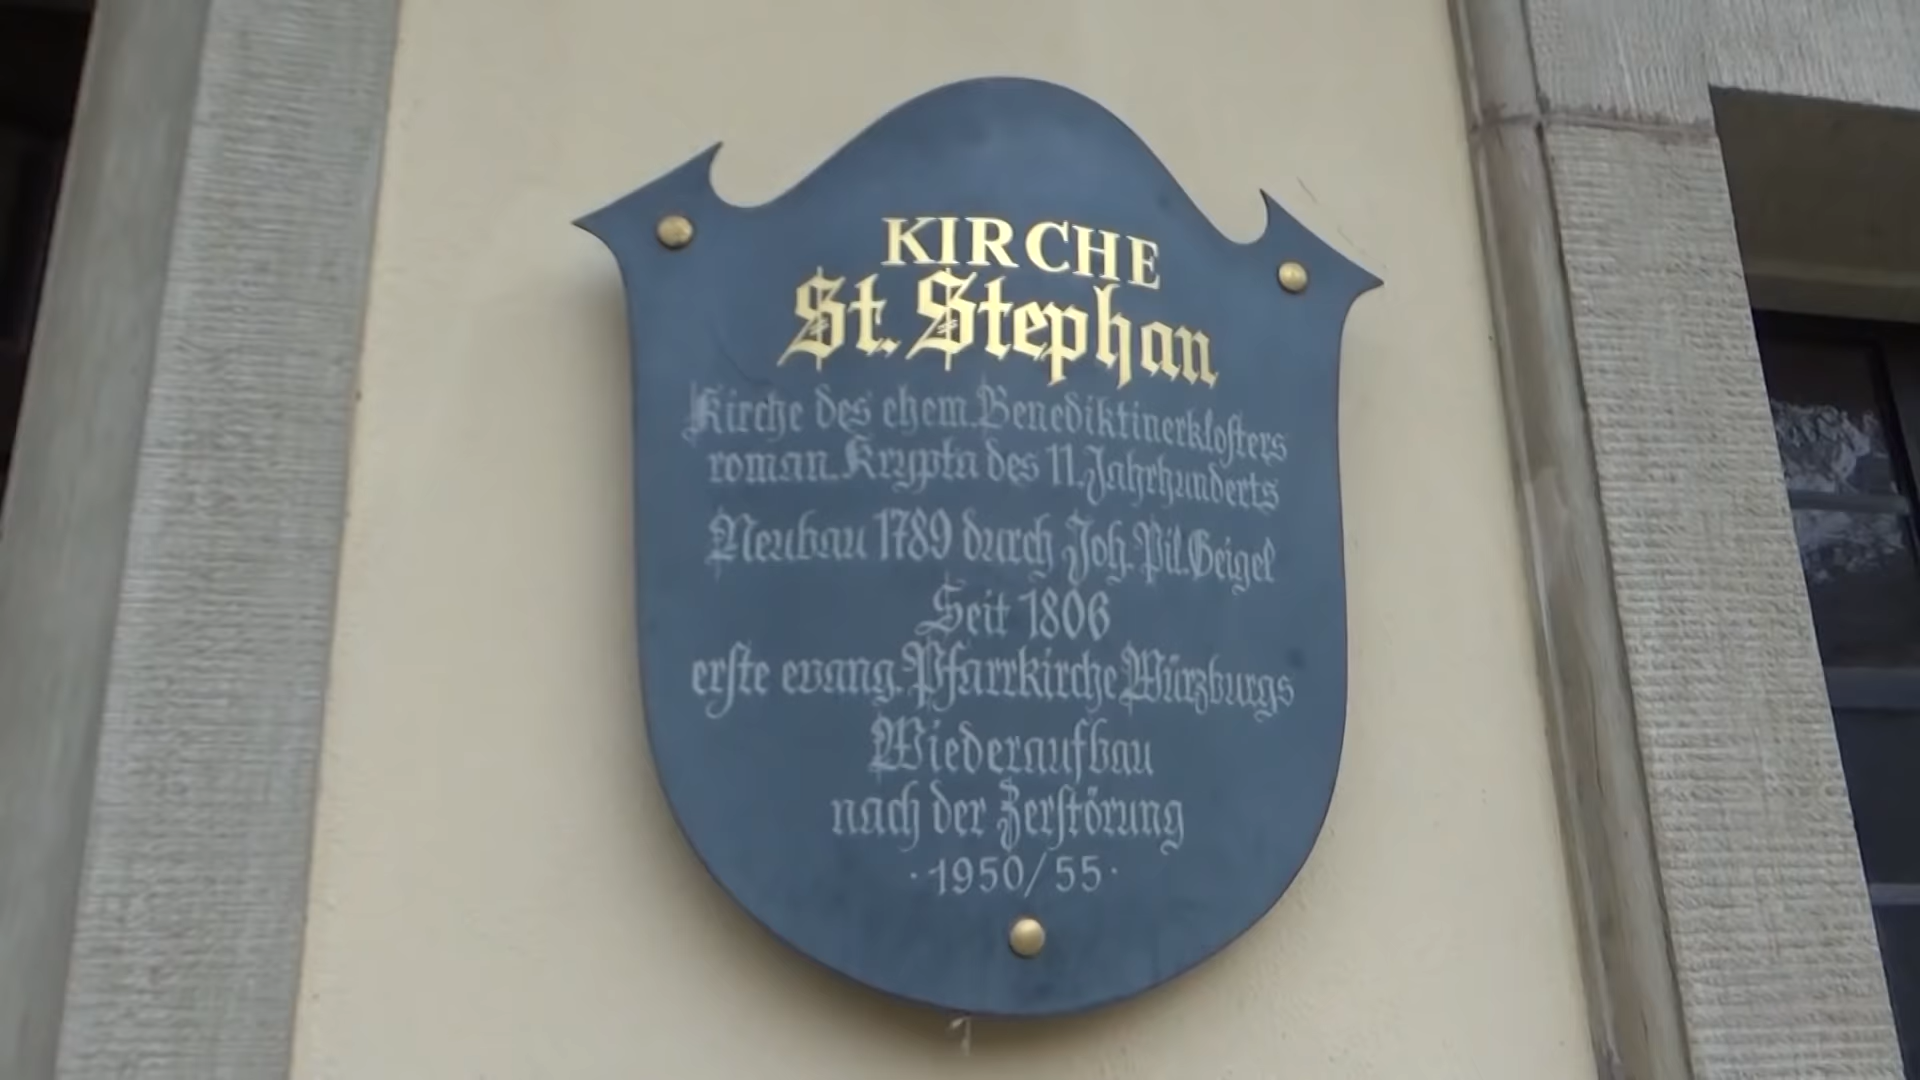 KIRCHE
St. Stephan
Kirche des ehem. Benediktinerklosters
roman. Krypta des 11. Jahrhunderts
Neubau 1789 durch Joh. Pil. Geigel
Seit 1806
erste evang. Pfarrkirche Würzburgs
Wiederaufbau
nach der Zerstörung
· 1950/55 ·